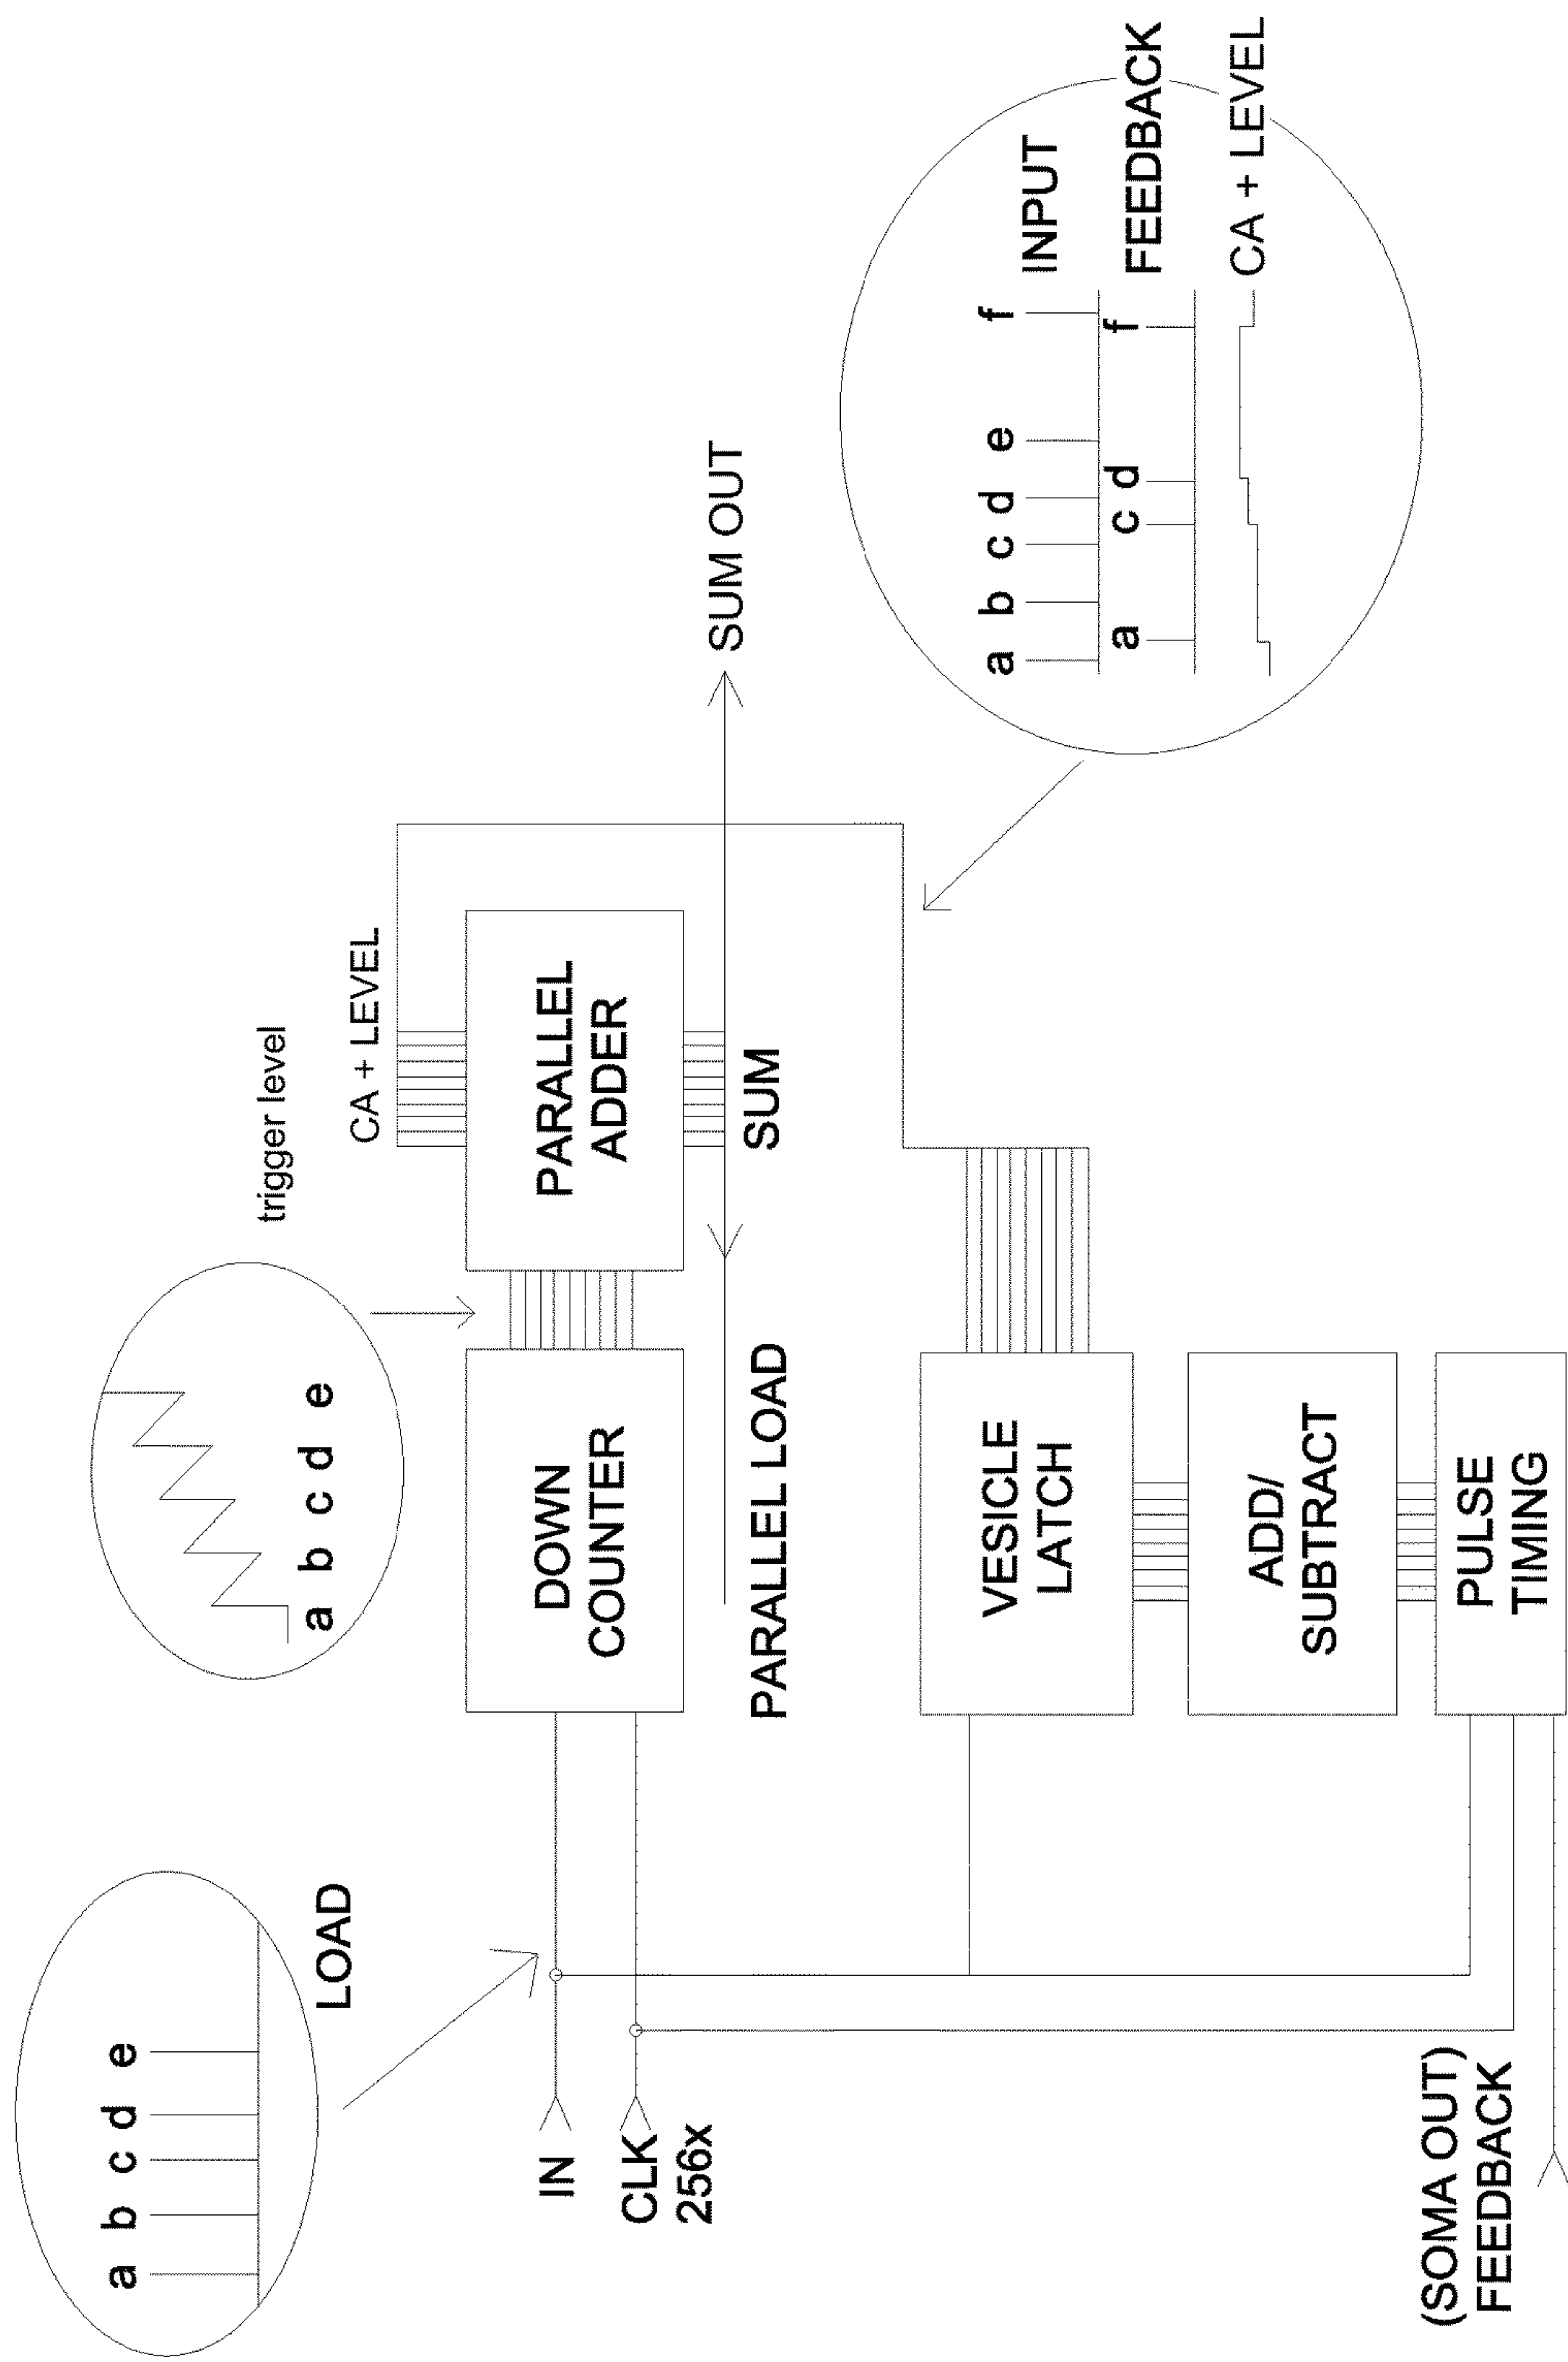 a b c d e
LOAD
a b c d e
trigger level
CA + LEVEL
IN
CLK
256x
DOWN
COUNTER
PARALLEL
ADDER
PARALLEL LOAD
SUM
SUM OUT
VESICLE
LATCH
ADD/
SUBTRACT
PULSE
TIMING
(SOMA OUT)
FEEDBACK
a b c d e f
INPUT
a c d f
FEEDBACK
CA + LEVEL